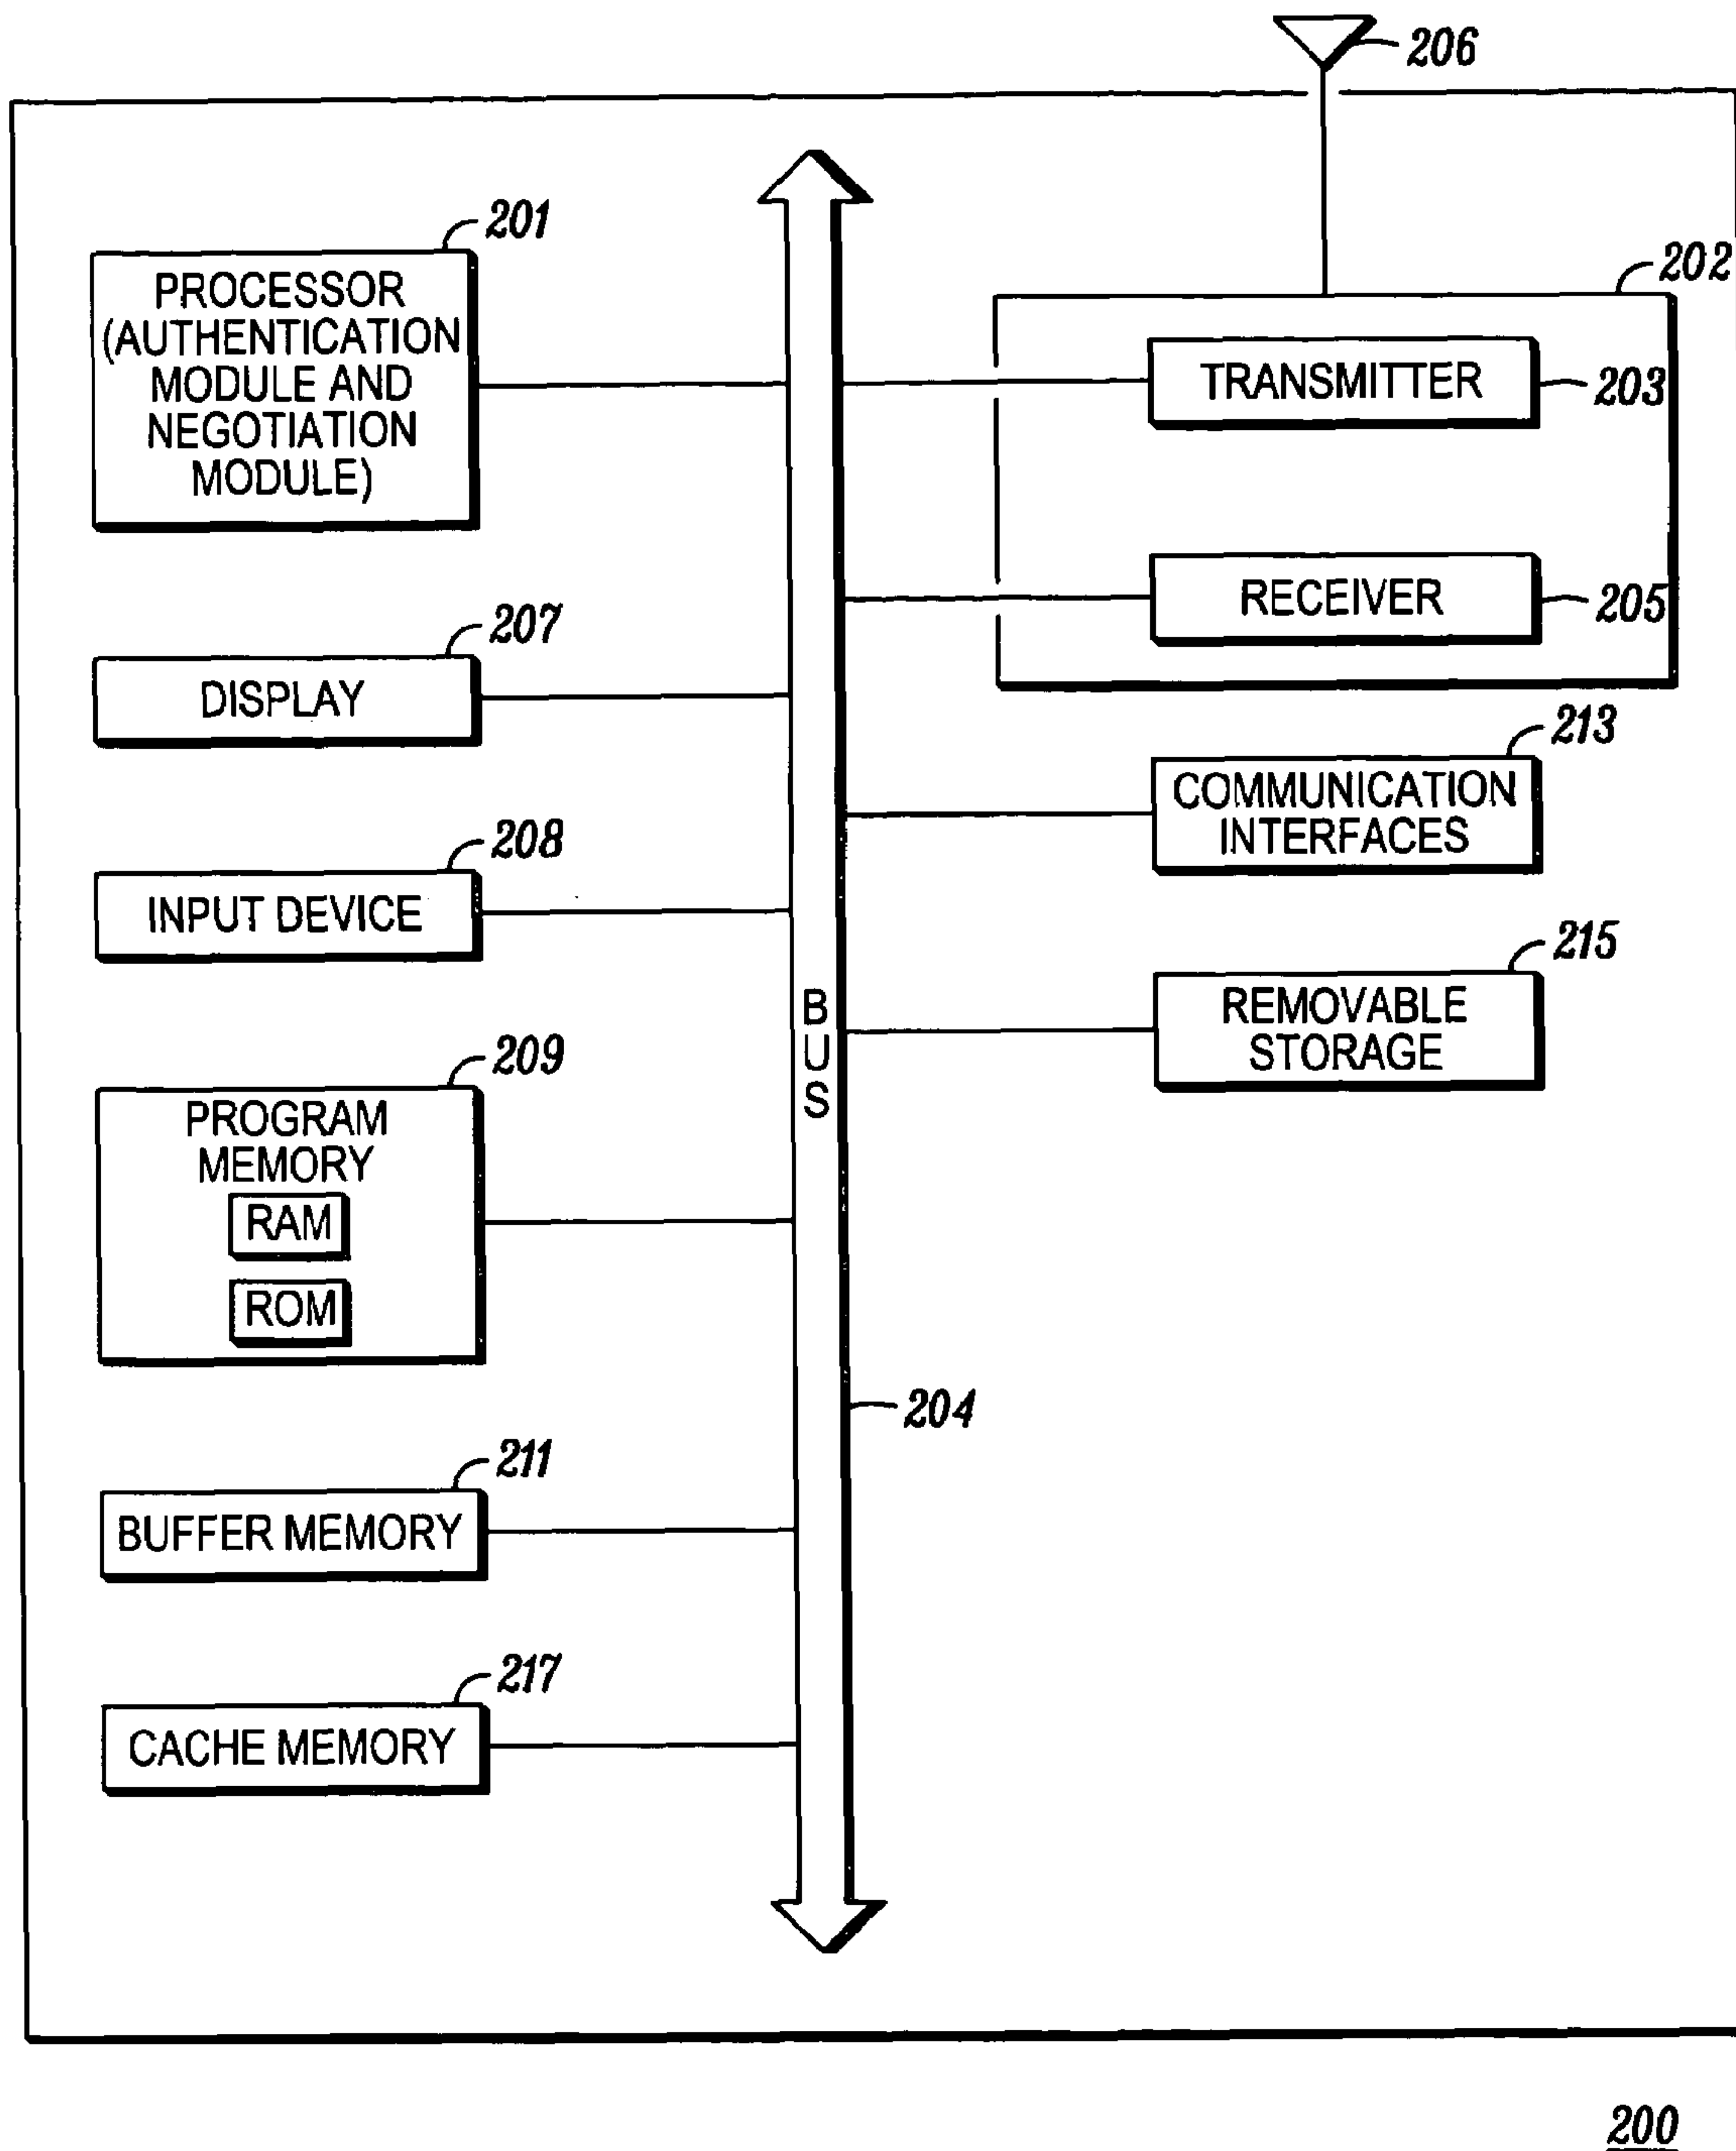 206
201
PROCESSOR
(AUTHENTICATION
MODULE AND
NEGOTIATION
MODULE)
202
TRANSMITTER
203
RECEIVER
205
207
DISPLAY
213
COMMUNICATION
INTERFACES
208
INPUT DEVICE
215
REMOVABLE
STORAGE
BUS
209
PROGRAM
MEMORY
RAM
ROM
204
211
BUFFER MEMORY
217
CACHE MEMORY
200